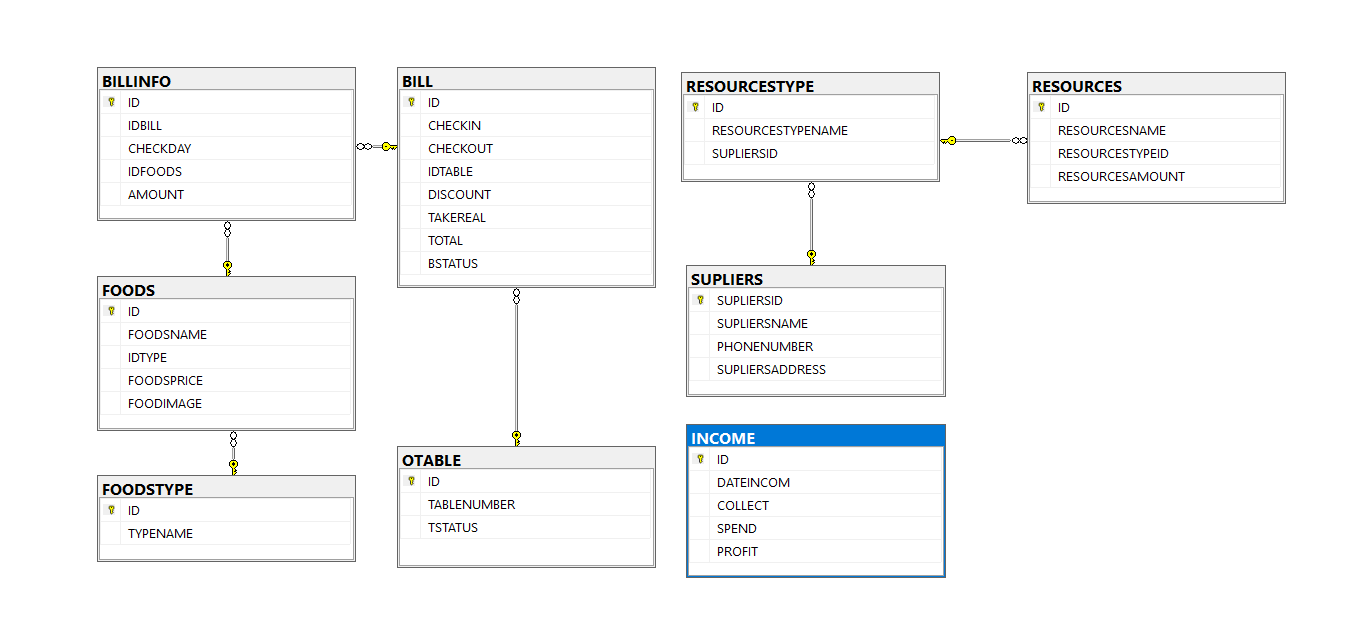 BILLINFO
ID
IDBILL
CHECKDAY
IDFOODS
AMOUNT
BILL
ID
CHECKIN
CHECKOUT
IDTABLE
DISCOUNT
TAKEREAL
TOTAL
BSTATUS
RESOURCESTYPE
ID
RESOURCESTYPENAME
SUPLIERSID
RESOURCES
ID
RESOURCESNAME
RESOURCESTYPEID
RESOURCESAMOUNT
FOODS
ID
FOODSNAME
IDTYPE
FOODSPRICE
FOODIMAGE
SUPLIERS
SUPLIERSID
SUPLIERSNAME
PHONENUMBER
SUPLIERSADDRESS
FOODSTYPE
ID
TYPENAME
OTABLE
ID
TABLENUMBER
TSTATUS
INCOME
ID
DATEINCOM
COLLECT
SPEND
PROFIT